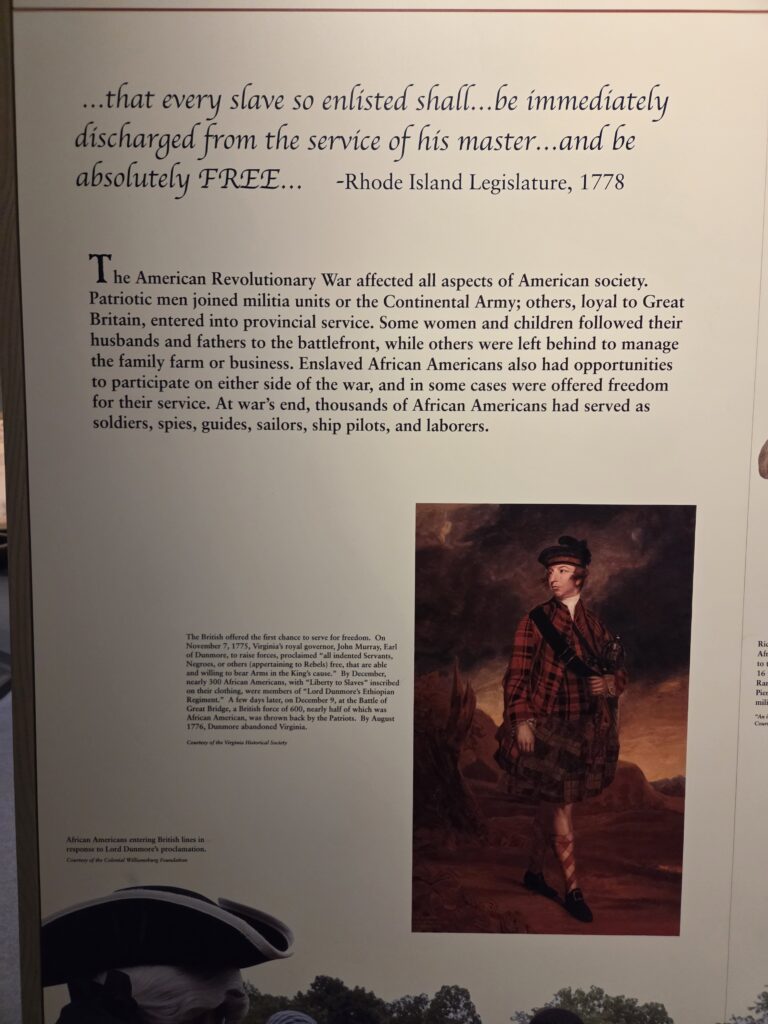 ...that every slave so enlisted shall...be immediately
discharged from the service of his master...and be
absolutely FREE... -Rhode Island Legislature, 1778
The American Revolutionary War affected all aspects of American society.
Patriotic men joined militia units or the Continental Army; others, loyal to Great
Britain, entered into provincial service. Some women and children followed their
husbands and fathers to the battlefront, while others were left behind to manage
the family farm or business. Enslaved African Americans also had opportunities
to participate on either side of the war, and in some cases were offered freedom
for their service. At war's end, thousands of African Americans had served as
soldiers, spies, guides, sailors, ship pilots, and laborers.
The British offered the first chance to serve for freedom. On
November 7, 1775, Virginia's royal governor, John Murray, Earl
of Dunmore, to raise forces, proclaimed "all indented Servants,
Negroes, or others (appertaining to Rebels) free, that are able
and willing to bear Arms in the King's cause." By December,
nearly 300 African Americans, with "Liberty to Slaves" inscribed
on their clothing, were members of "Lord Dunmore's Ethiopian
Regiment." A few days later, on December 9, at the Battle of
Great Bridge, a British force of 600, nearly half of which was
African American, was thrown back by the Patriots. By August
1776, Dunmore abandoned Virginia.
Courtesy of the Virginia Historical Society
African Americans entering British lines in
response to Lord Dunmore's proclamation.
Courtesy of the Colonial Williamsburg Foundation